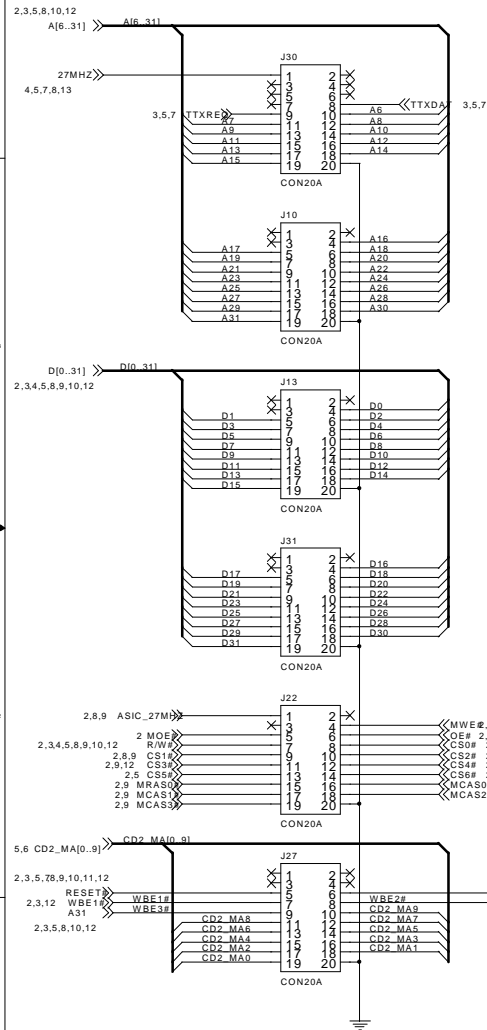 2,3,5,8,10,12
A[6..31] A[6..31]
J30
27MHZ 1 2
3 4
4,5,7,8,13 5 6
7 8 TTXDA 3,5,7
3,5,7 TTXREQ 9 10 A6
A7 11 12 A8
A9 13 14 A10
A11 15 16 A12
A13 17 18 A14
A15 19 20
CON20A
J10
1 2
3 4 A16
A17 5 6 A18
A19 7 8 A20
A21 9 10 A22
A23 11 12 A24
A25 13 14 A26
A27 15 16 A28
A29 17 18 A30
A31 19 20
CON20A
D[0..31] D[0..31]
2,3,4,5,8,9,10,12
J13
1 2
3 4 D0
D1 5 6 D2
D3 7 8 D4
D5 9 10 D6
D7 11 12 D8
D9 13 14 D10
D11 15 16 D12
D13 17 18 D14
D15 19 20
CON20A
J31
1 2
3 4 D16
D17 5 6 D18
D19 7 8 D20
D21 9 10 D22
D23 11 12 D24
D25 13 14 D26
D27 15 16 D28
D29 17 18 D30
D31 19 20
CON20A
J22
2,8,9 ASIC_27MHZ 1 2
3 4 MWE# 2,
2 MOE# 5 6 OE# 2,
2,3,4,5,8,9,10,12 R/W# 7 8 CS0#
2,8,9 CS1# 9 10 CS2#
2,9,12 CS3# 11 12 CS4#
2,5 CS5# 13 14 CS6#
2,9 MRAS0# 15 16 MCAS0
2,9 MCAS1# 17 18 MCAS2
2,9 MCAS3# 19 20
CON20A
5,6 CD2_MA[0..9] CD2_MA[0..9]
J27
2,3,5,78,9,10,11,12 1 2
3 4
RESET# 5 6
2,3,12 WBE1# WBE1# 7 8 WBE2#
A31 WBE3# 9 10 CD2_MA9
2,3,5,8,10,12 CD2_MA8 11 12 CD2_MA7
CD2_MA6 13 14 CD2_MA5
CD2_MA4 15 16 CD2_MA3
CD2_MA2 17 18 CD2_MA1
CD2_MA0 19 20
CON20A